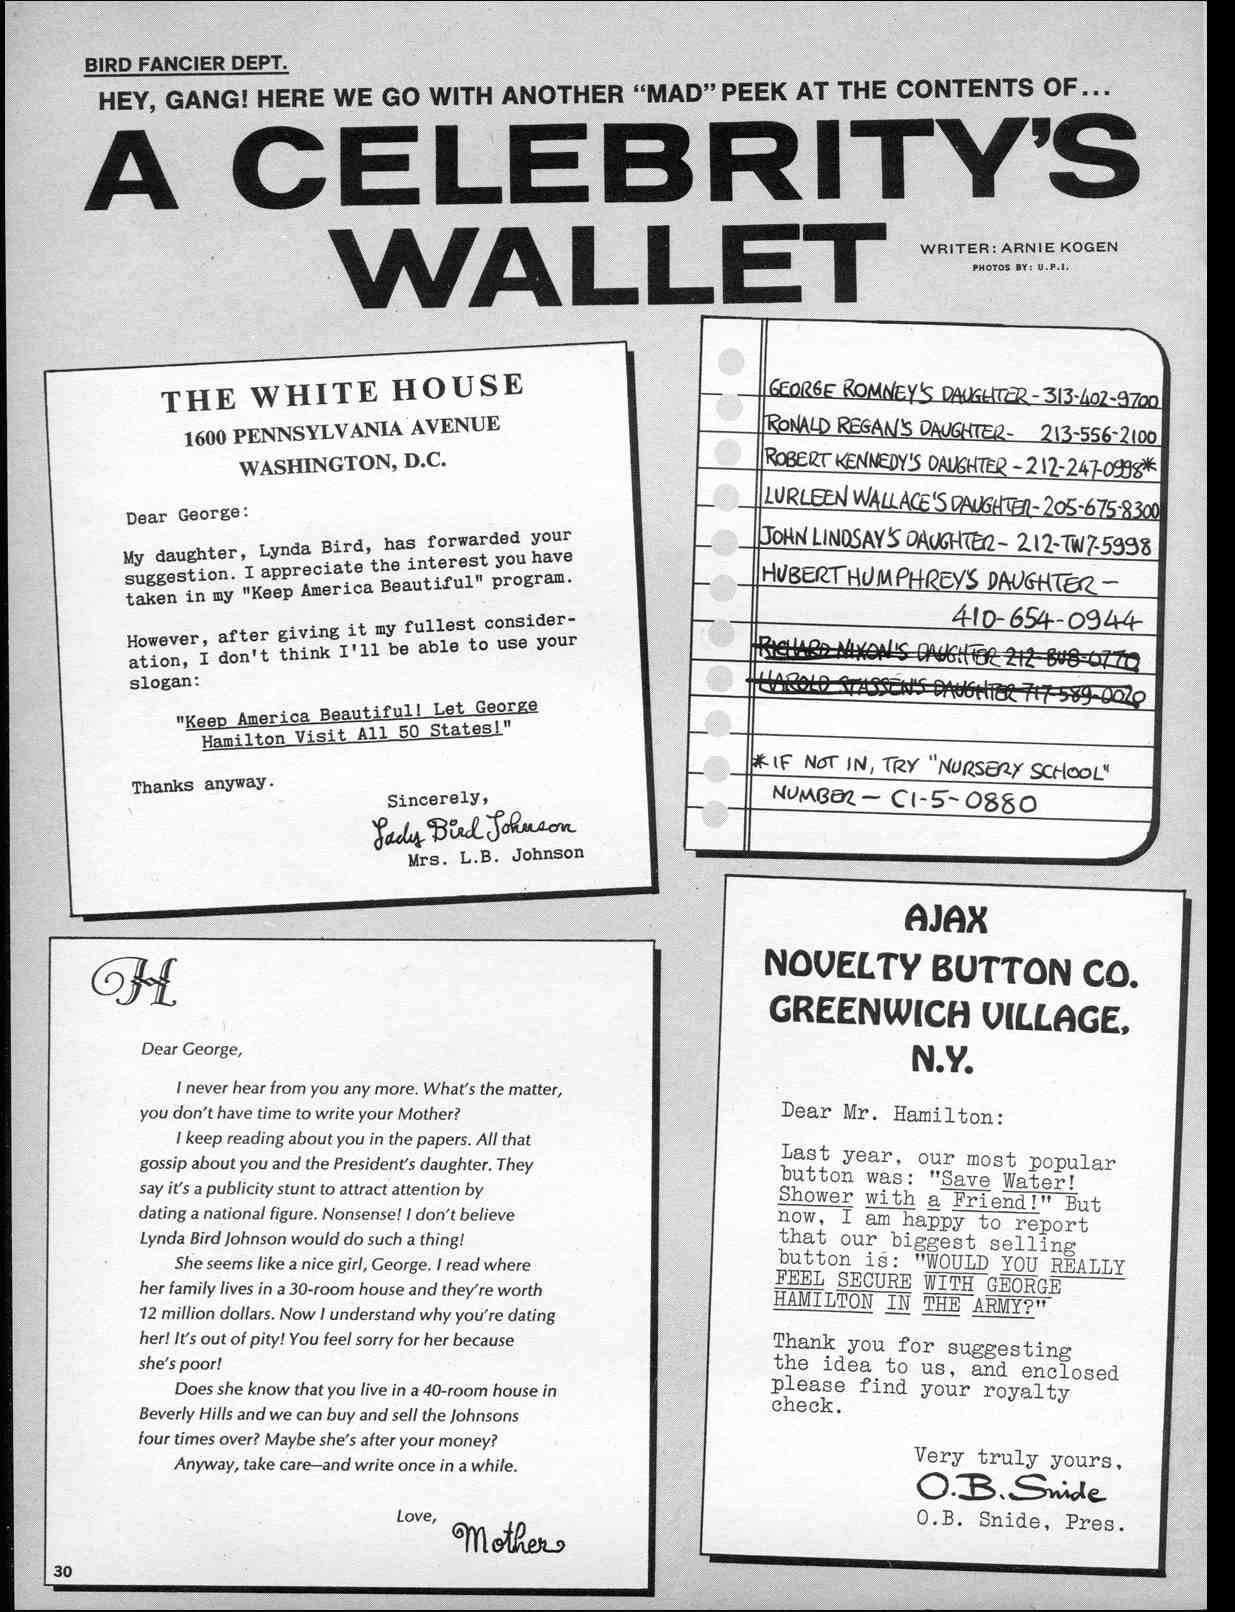 BIRD FANCIER DEPT.
HEY, GANG! HERE WE GO WITH ANOTHER "MAD" PEEK AT THE CONTENTS OF...
A CELEBRITY'S
WALLET
WRITER: ARNIE KOGEN
PHOTOS BY: U.P.I.
THE WHITE HOUSE
1600 PENNSYLVANIA AVENUE
WASHINGTON, D.C.
Dear George:
My daughter, Lynda Bird, has forwarded your
suggestion. I appreciate the interest you have
taken in my "Keep America Beautiful" program.
However, after giving it my fullest consider-
ation, I don't think I'll be able to use your
slogan:
"Keep America Beautiful! Let George
Hamilton Visit All 50 States!"
Thanks anyway.
Sincerely,
Lady Bird Johnson
Mrs. L.B. Johnson
GEORGE ROMNEY'S DAUGHTER - 313-402-9700
RONALD REGAN'S DAUGHTER - 213-556-2100
ROBERT KENNEDY'S DAUGHTER - 212-247-0998*
LURLEEN WALLACE'S DAUGHTER - 205-675-8300
JOHN LINDSAY'S DAUGHTER - 212-TW7-5998
HUBERT HUMPHREY'S DAUGHTER -
410-654-0944
RICHARD NIXON'S DAUGHTER 212-BU8-0770
HAROLD STASSEN'S DAUGHTER 717-589-0020
* IF NOT IN, TRY "NURSERY SCHOOL"
NUMBER - CI-5-0880
H
Dear George,
I never hear from you any more. What's the matter,
you don't have time to write your Mother?
I keep reading about you in the papers. All that
gossip about you and the President's daughter. They
say it's a publicity stunt to attract attention by
dating a national figure. Nonsense! I don't believe
Lynda Bird Johnson would do such a thing!
She seems like a nice girl, George. I read where
her family lives in a 30-room house and they're worth
12 million dollars. Now I understand why you're dating
her! It's out of pity! You feel sorry for her because
she's poor!
Does she know that you live in a 40-room house in
Beverly Hills and we can buy and sell the Johnsons
four times over? Maybe she's after your money?
Anyway, take care—and write once in a while.
Love,
Mother
AJAX
NOVELTY BUTTON CO.
GREENWICH VILLAGE,
N.Y.
Dear Mr. Hamilton:
Last year, our most popular
button was: "Save Water!
Shower with a Friend!" But
now, I am happy to report
that our biggest selling
button is: "WOULD YOU REALLY
FEEL SECURE WITH GEORGE
HAMILTON IN THE ARMY?"
Thank you for suggesting
the idea to us, and enclosed
please find your royalty
check.
Very truly yours,
O.B. Snide
O.B. Snide, Pres.
30